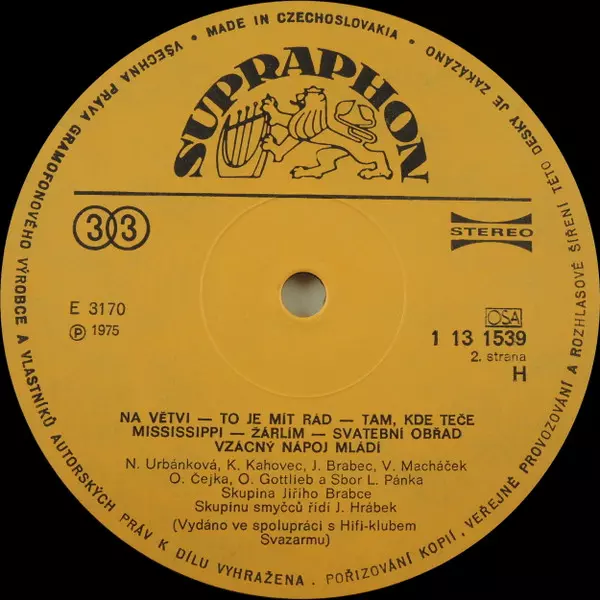 MADE IN CZECHOSLOVAKIA •
VŠECHNA PRÁVA GRAMOFONOVÉHO VÝROBCE A VLASTNÍKŮ AUTORSKÝCH PRÁV K DÍLU VYHRAŽENA. POŘIZOVÁNÍ KOPIÍ, VEŘEJNÉ PROVOZOVÁNÍ A ROZHLASOVÉ ŠÍŘENÍ TÉTO DESKY JE ZAKÁZÁNO •
SUPRAPHON
33
STEREO
E 3170
Ⓟ 1975
OSA
1 13 1539
2. strana
H
NA VĚTVI — TO JE MÍT RÁD — TAM, KDE TEČE
MISSISSIPPI — ŽÁRLÍM — SVATEBNÍ OBŘAD
VZÁCNÝ NÁPOJ MLÁDÍ
N. Urbánková, K. Kahovec, J. Brabec, V. Macháček
O. Čejka, O. Gottlieb a Sbor L. Pánka
Skupina Jiřího Brabce
Skupinu smyčců řídí J. Hrábek
(Vydáno ve spolupráci s Hifi-klubem
Svazarmu)